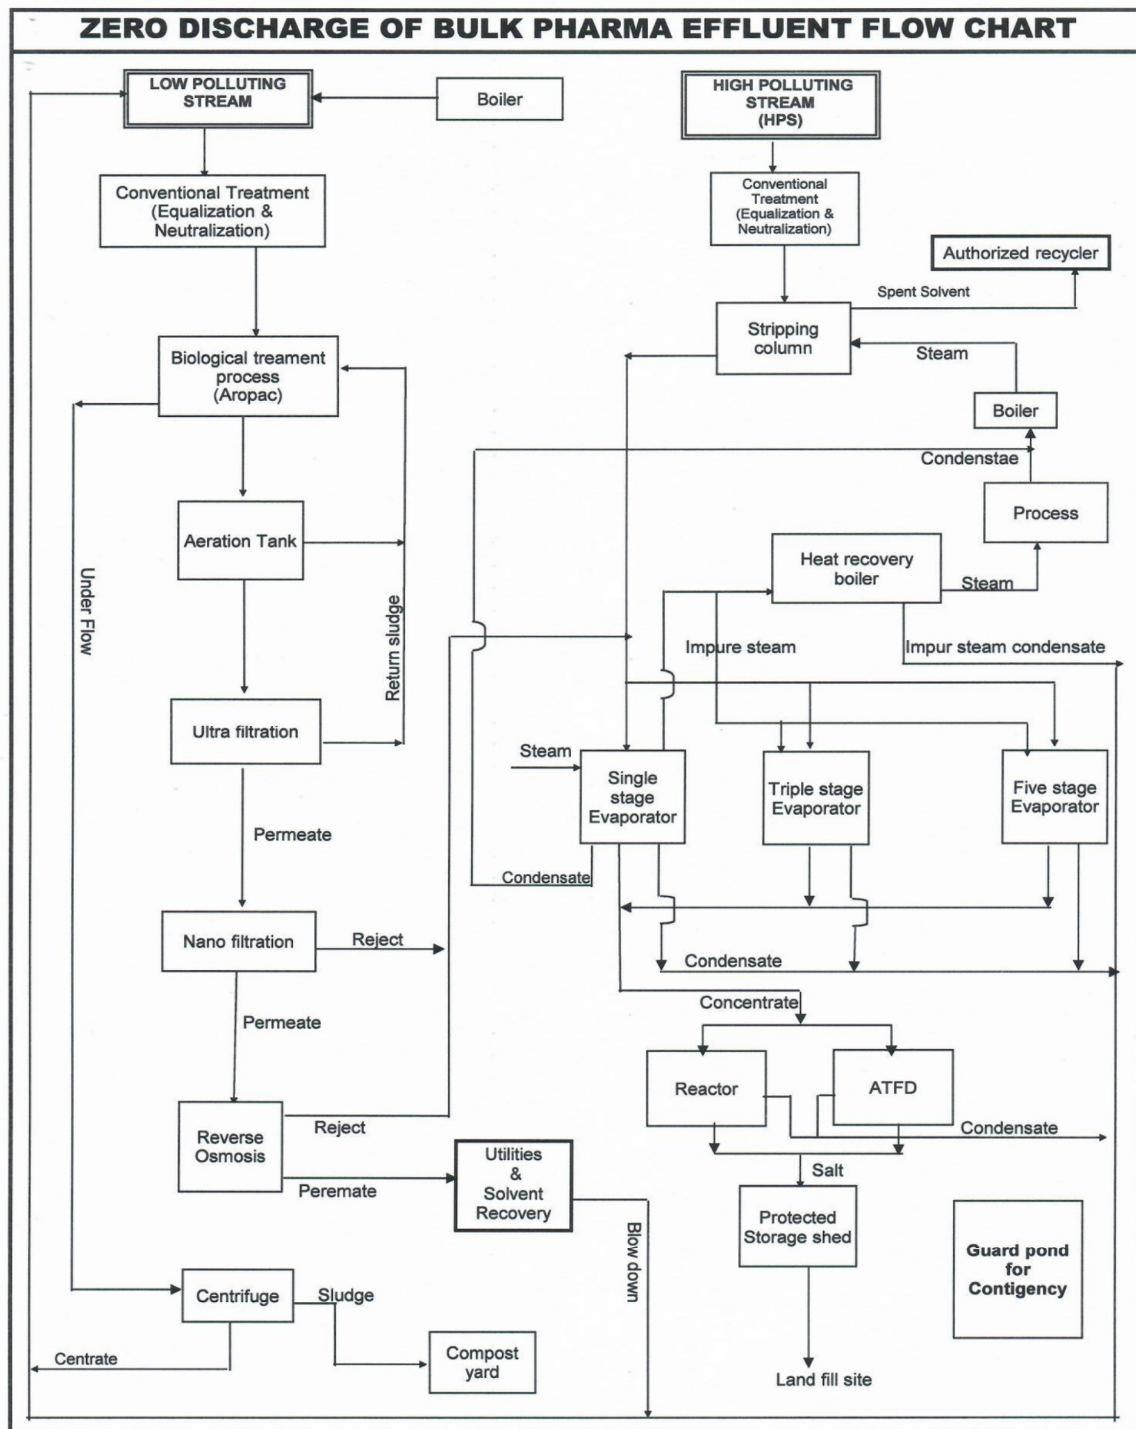 ZERO DISCHARGE OF BULK PHARMA EFFLUENT FLOW CHART
LOW POLLUTING
STREAM
Boiler
HIGH POLLUTING
STREAM
(HPS)
Conventional Treatment
(Equalization &
Neutralization)
Conventional
Treatment
(Equalization &
Neutralization)
Authorized recycler
Spent Solvent
Stripping
column
Steam
Biological treament
process
(Aropac)
Boiler
Condenstae
Process
Aeration Tank
Heat recovery
boiler
Steam
Under Flow
Return sludge
Impure steam
Impur steam condensate
Ultra filtration
Steam
Single
stage
Evaporator
Triple stage
Evaporator
Five stage
Evaporator
Permeate
Condensate
Nano filtration
Reject
Condensate
Concentrate
Permeate
Reactor
ATFD
Reverse
Osmosis
Reject
Condensate
Utilities
&
Solvent
Recovery
Peremate
Salt
Protected
Storage shed
Blow down
Guard pond
for
Contigency
Centrifuge
Sludge
Centrate
Compost
yard
Land fill site